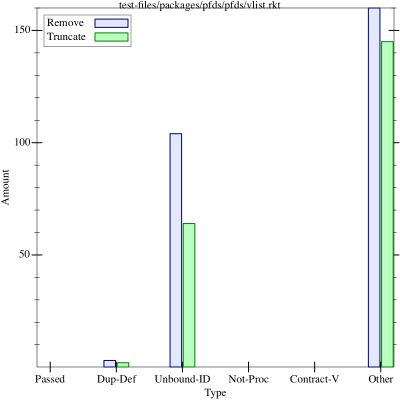 test-files/packages/pfds/pfds/vlist.rkt
Remove
Truncate
150
100
50
Amount
Passed Dup-Def Unbound-ID Not-Proc Contract-V Other
Type